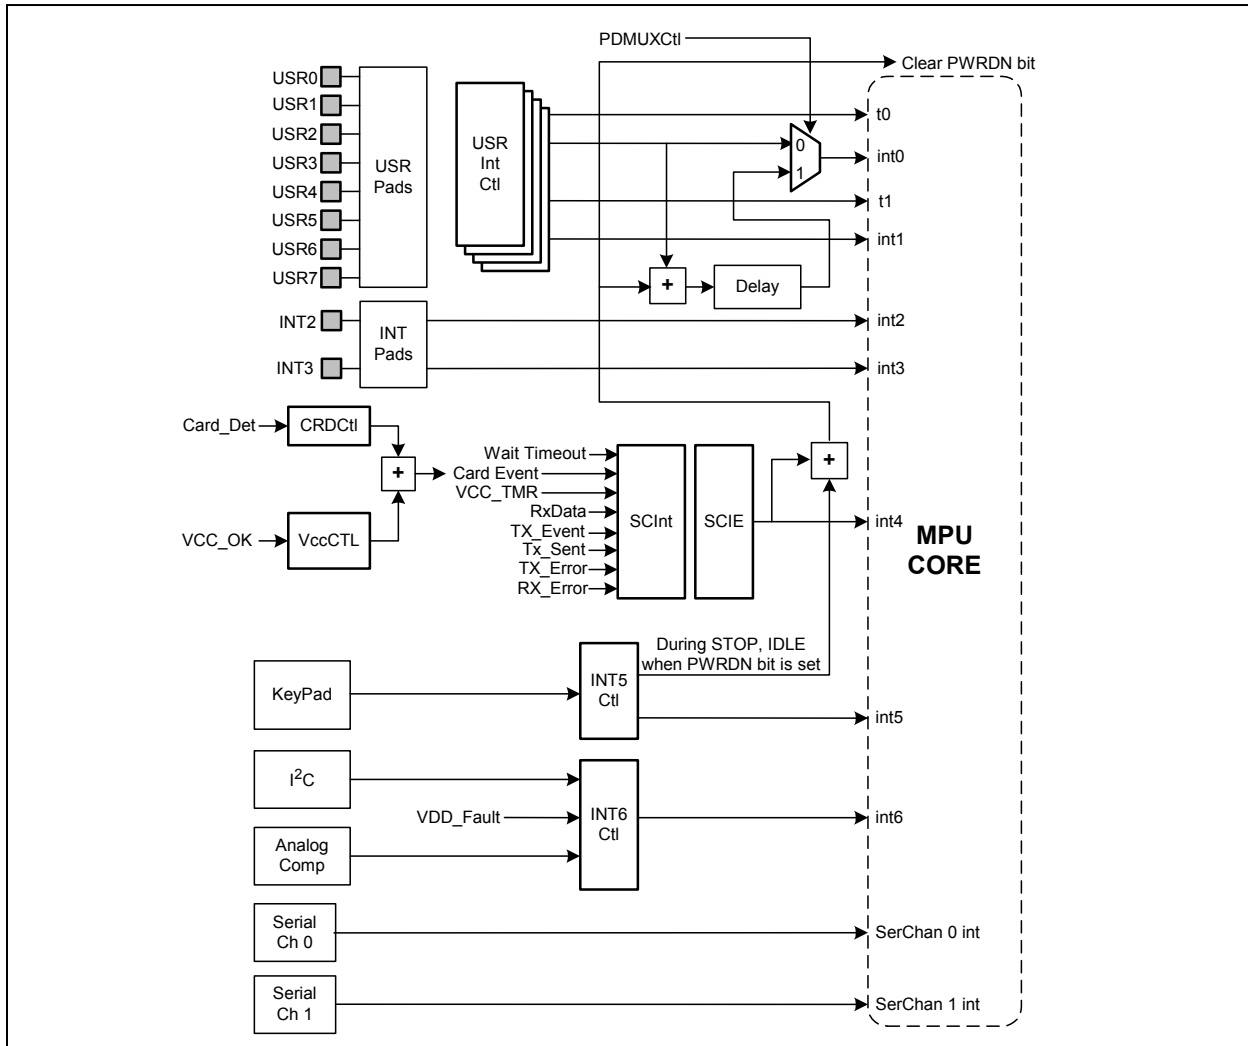 PDMUXCtl
Clear PWRDN bit
USR0
USR1
USR2
USR3
USR4
USR5
USR6
USR7
USR
Pads
USR
Int
Ctl
0
1
t0
int0
t1
int1
+
Delay
INT2
INT3
INT
Pads
int2
int3
Card_Det
CRDCtl
+
VCC_OK
VccCTL
Wait Timeout
Card Event
VCC_TMR
RxData
TX_Event
Tx_Sent
TX_Error
RX_Error
SCInt
SCIE
+
int4
MPU
CORE
During STOP, IDLE
when PWRDN bit is set
KeyPad
INT5
Ctl
int5
I²C
VDD_Fault
Analog
Comp
INT6
Ctl
int6
Serial
Ch 0
SerChan 0 int
Serial
Ch 1
SerChan 1 int